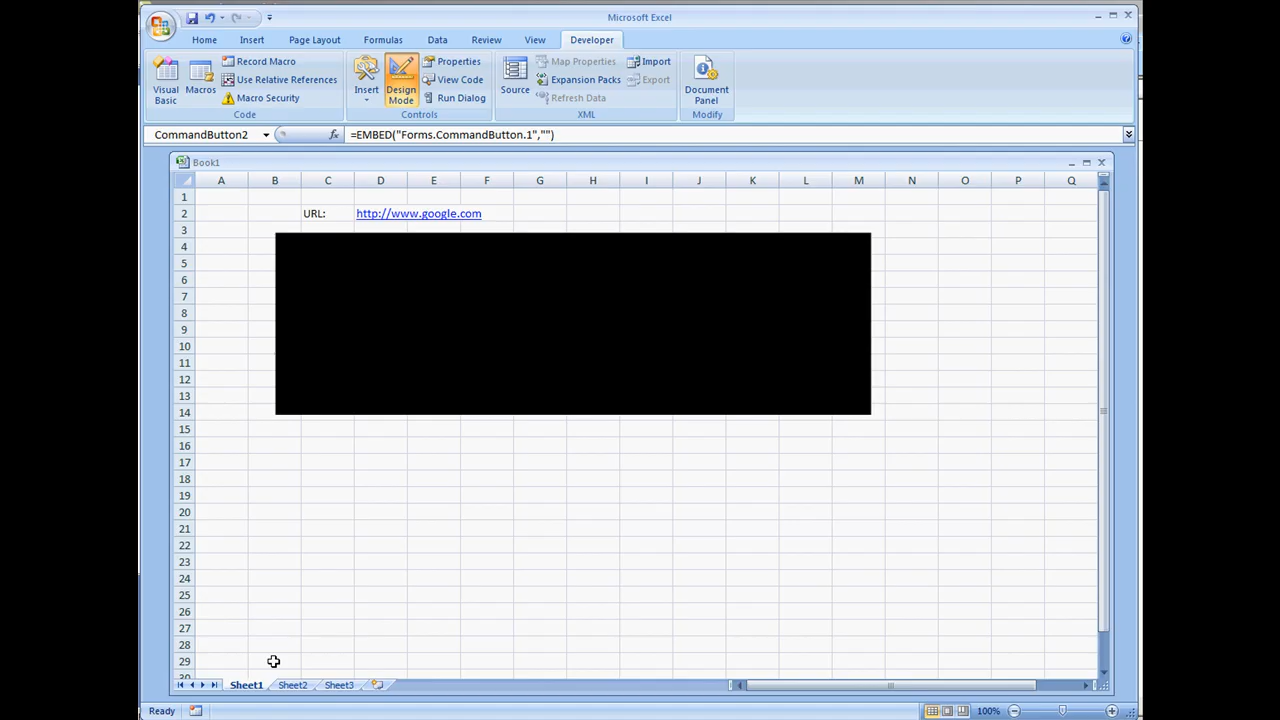 Microsoft Excel
Home Insert Page Layout Formulas Data Review View Developer
Visual Basic
Macros
Record Macro
Use Relative References
Macro Security
Code
Insert
Design Mode
Properties
View Code
Run Dialog
Controls
Source
Map Properties
Expansion Packs
Refresh Data
Import
Export
XML
Document Panel
Modify
CommandButton2 fx =EMBED("Forms.CommandButton.1","")
Book1
A B C D E F G H I J K L M N O P Q
1
2 URL: http://www.google.com
3
4
5
6
7
8
9
10
11
12
13
14
15
16
17
18
19
20
21
22
23
24
25
26
27
28
29
30
Sheet1 Sheet2 Sheet3
Ready 100%